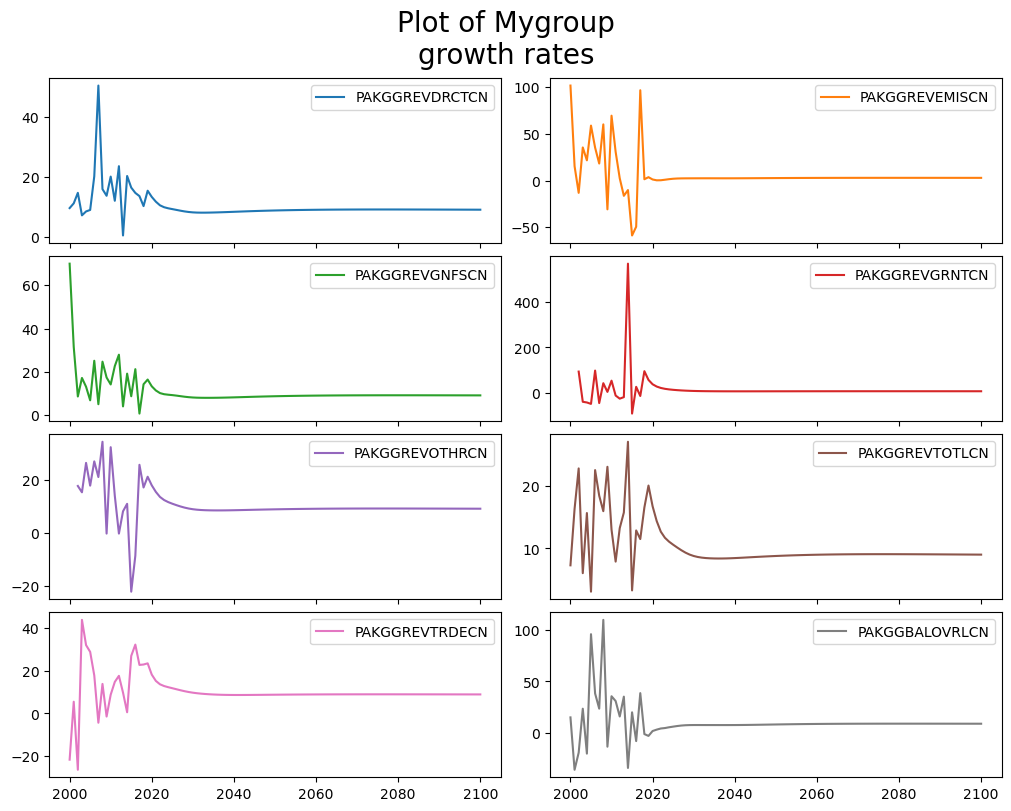 Plot of Mygroup
growth rates
PAKGGREVDRCTCN
40
20
0
PAKGGREVEMISCN
100
50
0
−50
PAKGGREVGNFSCN
60
40
20
0
PAKGGREVGRNTCN
400
200
0
PAKGGREVOTHRCN
20
0
−20
PAKGGREVTOTLCN
20
10
PAKGGREVTRDECN
40
20
0
−20
2000 2020 2040 2060 2080 2100
PAKGGBALOVRLCN
100
50
0
2000 2020 2040 2060 2080 2100